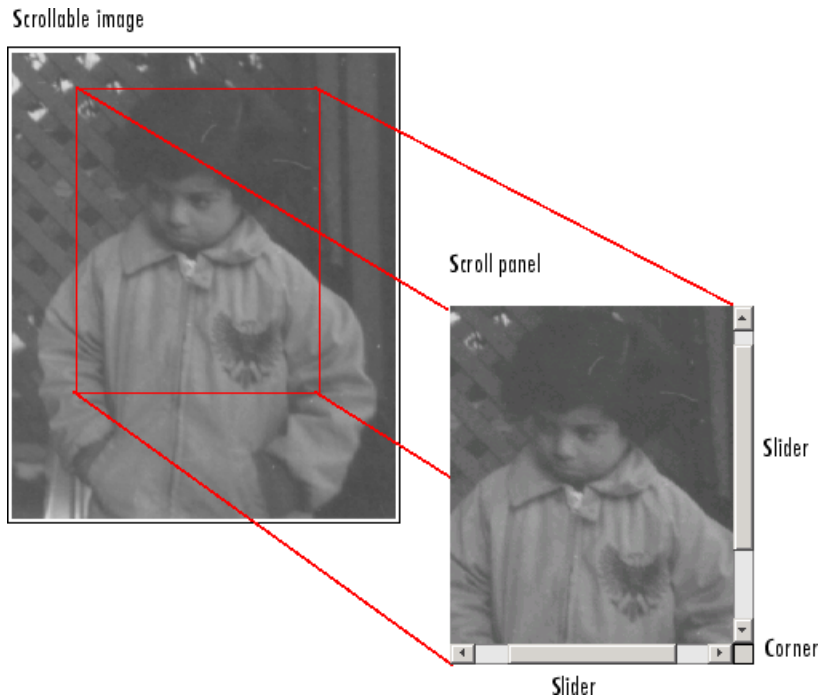 Scrollable image
Scroll panel
Slider
Corner
Slider